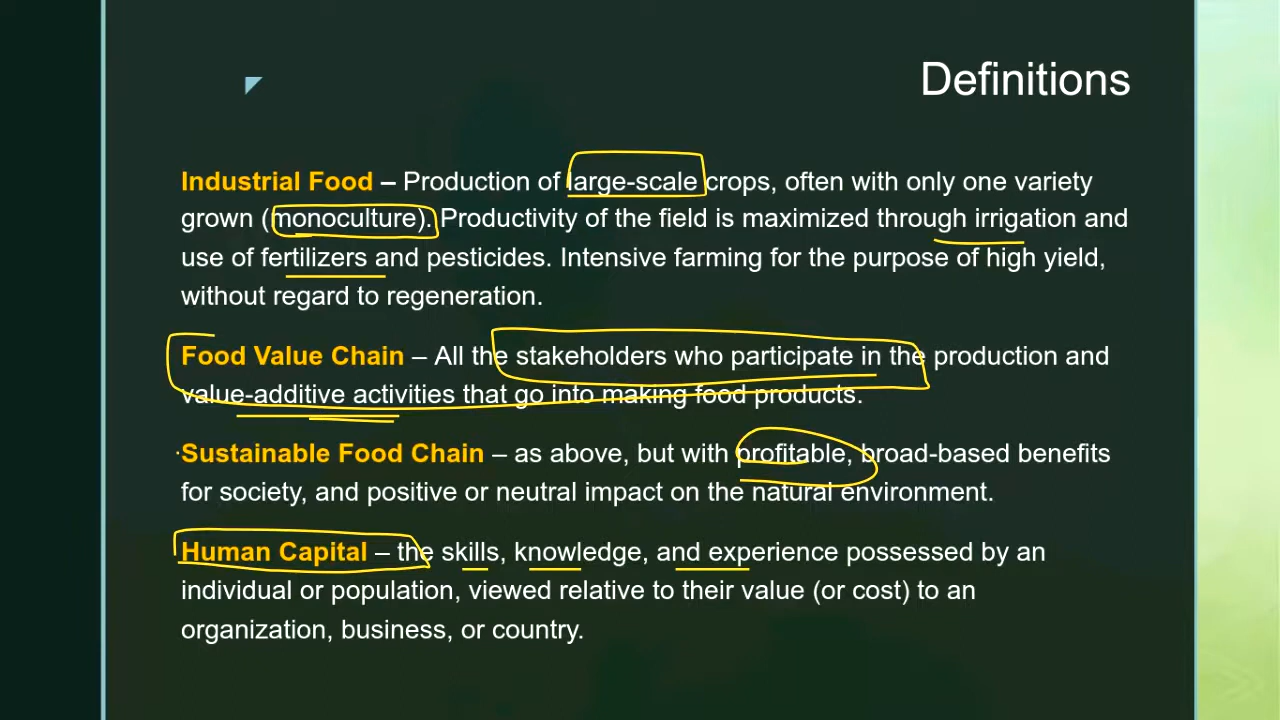 Definitions
Industrial Food – Production of large-scale crops, often with only one variety
grown (monoculture). Productivity of the field is maximized through irrigation and
use of fertilizers and pesticides. Intensive farming for the purpose of high yield,
without regard to regeneration.
Food Value Chain – All the stakeholders who participate in the production and
value-additive activities that go into making food products.
Sustainable Food Chain – as above, but with profitable, broad-based benefits
for society, and positive or neutral impact on the natural environment.
Human Capital – the skills, knowledge, and experience possessed by an
individual or population, viewed relative to their value (or cost) to an
organization, business, or country.